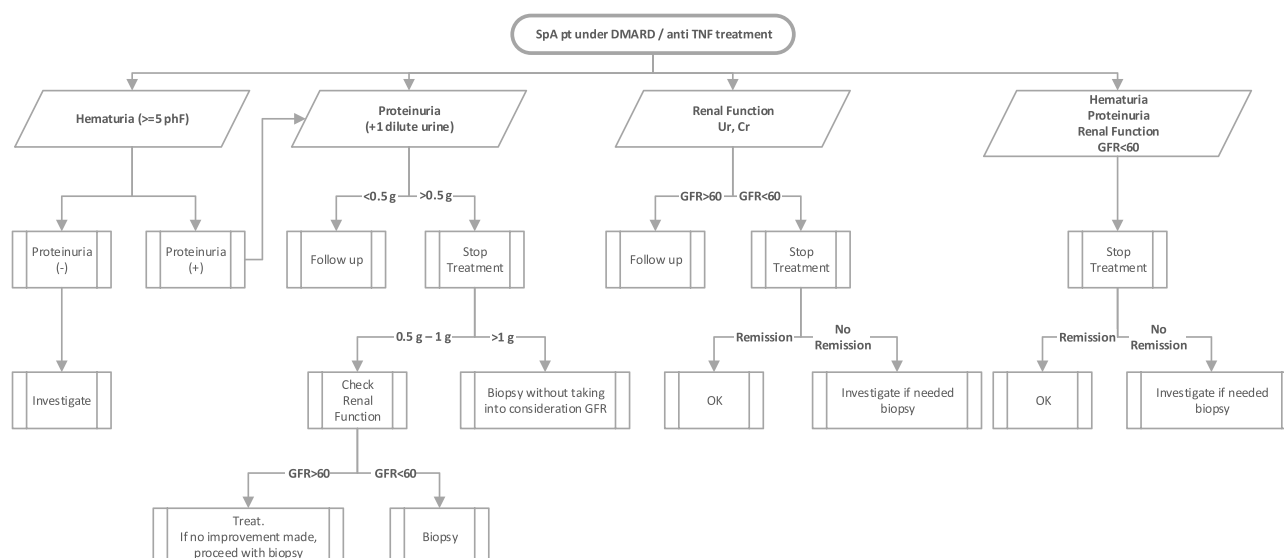 SpA pt under DMARD / anti TNF treatment
Hematuria (>=5 phF)
Proteinuria
(+1 dilute urine)
Renal Function
Ur, Cr
Hematuria
Proteinuria
Renal Function
GFR<60
<0.5 g
>0.5 g
GFR>60
GFR<60
Proteinuria
(-)
Proteinuria
(+)
Follow up
Stop
Treatment
Follow up
Stop
Treatment
Stop
Treatment
0.5 g – 1 g
>1 g
Remission
No
Remission
Remission
No
Remission
Investigate
Check
Renal
Function
Biopsy without taking
into consideration GFR
OK
Investigate if needed
biopsy
OK
Investigate if needed
biopsy
GFR>60
GFR<60
Treat.
If no improvement made,
proceed with biopsy
Biopsy